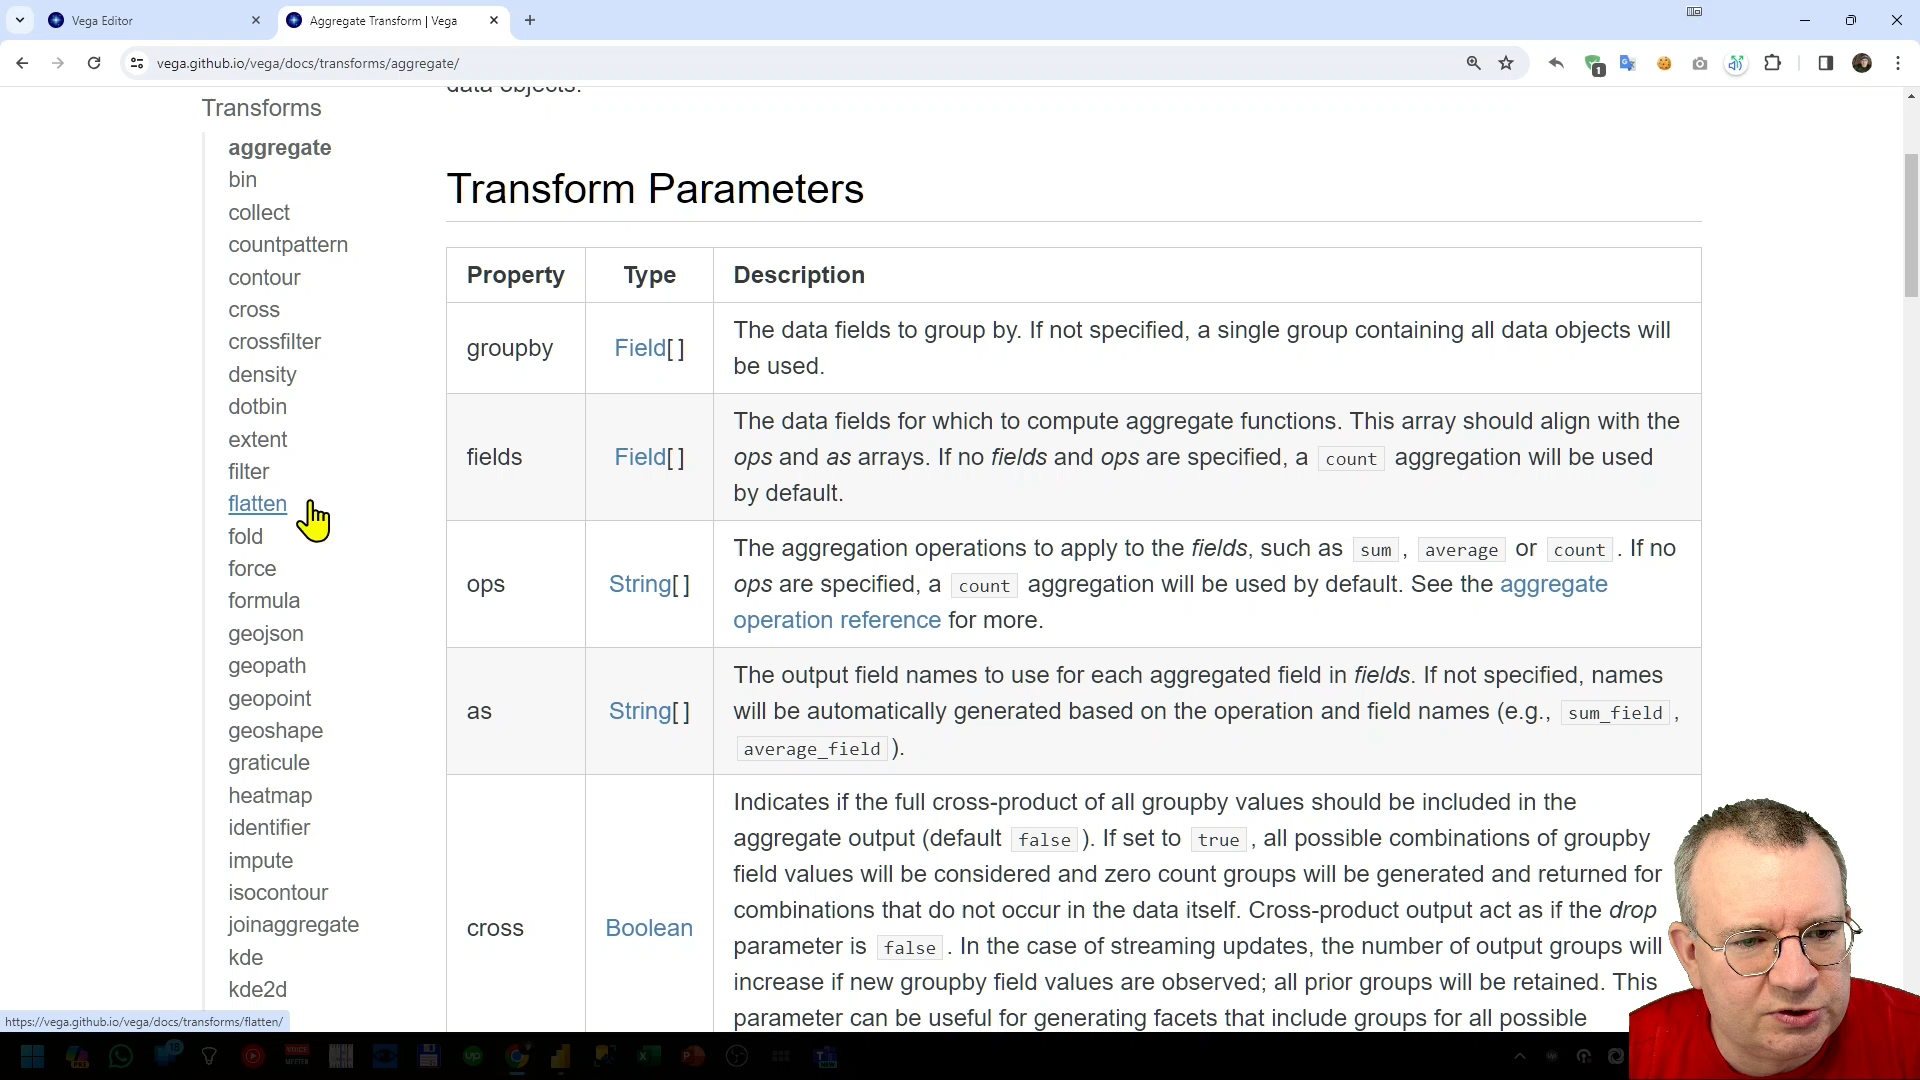 Vega Editor
Aggregate Transform | Vega
vega.github.io/vega/docs/transforms/aggregate/
1
data objects.
Transforms
aggregate
bin
collect
countpattern
contour
cross
crossfilter
density
dotbin
extent
filter
flatten
fold
force
formula
geojson
geopath
geopoint
geoshape
graticule
heatmap
identifier
impute
isocontour
joinaggregate
kde
kde2d
Transform Parameters
Property Type Description
groupby Field[ ] The data fields to group by. If not specified, a single group containing all data objects will
be used.
fields Field[ ] The data fields for which to compute aggregate functions. This array should align with the
ops and as arrays. If no fields and ops are specified, a count aggregation will be used
by default.
ops String[ ] The aggregation operations to apply to the fields, such as sum , average or count . If no
ops are specified, a count aggregation will be used by default. See the aggregate
operation reference for more.
as String[ ] The output field names to use for each aggregated field in fields. If not specified, names
will be automatically generated based on the operation and field names (e.g., sum_field ,
average_field ).
cross Boolean Indicates if the full cross-product of all groupby values should be included in the
aggregate output (default false ). If set to true , all possible combinations of groupby
field values will be considered and zero count groups will be generated and returned for
combinations that do not occur in the data itself. Cross-product output act as if the drop
parameter is false . In the case of streaming updates, the number of output groups will
increase if new groupby field values are observed; all prior groups will be retained. This
parameter can be useful for generating facets that include groups for all possible
https://vega.github.io/vega/docs/transforms/flatten/
18